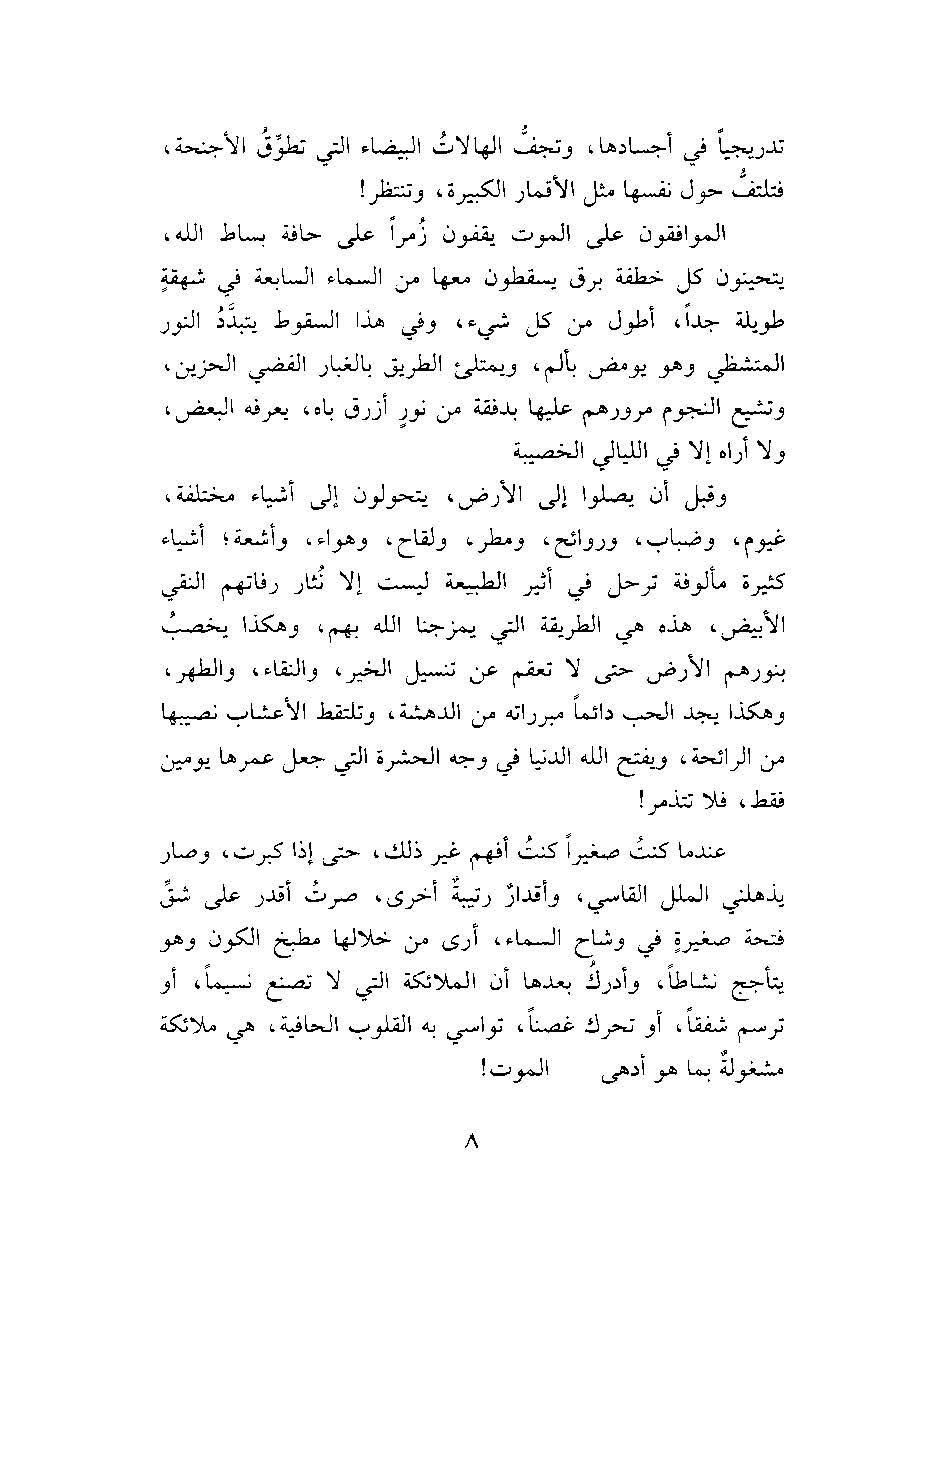 تدريجياً في أجسادها، وتجفُّ الهالاتُ البيضاء التي تطوِّقُ الأجنحة،
فتلتفُّ حول نفسها مثل الأقمار الكبيرة، وتنتظر!
الموافقون على الموت يقفون زُمراً على حافة بساط الله،
يتحينون كل خطفة برق يسقطون معها من السماء السابعة في شهقةٍ
طويلة جداً، أطول من كل شيء، وفي هذا السقوط يتبدَّدُ النور
المتشظي وهو يومض بألم، ويمتلئ الطريق بالغبار الفضي الحزين،
وتشيع النجوم مرورهم عليها بدفقة من نورٍ أزرق باه، يعرفه البعض،
ولا أراه إلا في الليالي الخصيبة
وقبل أن يصلوا إلى الأرض، يتحولون إلى أشياء مختلفة،
غيوم، وضباب، وروائح، ومطر، ولقاح، وهواء، وأشعة؛ أشياء
كثيرة مألوفة ترحل في أثير الطبيعة ليست إلا نُثار رفاتهم النقي
الأبيض، هذه هي الطريقة التي يمزجنا الله بهم، وهكذا يخصبُ
بنورهم الأرض حتى لا تعقم عن تنسيل الخير، والنقاء، والطهر،
وهكذا يجد الحب دائماً مبرراته من الدهشة، وتلتقط الأعشاب نصيبها
من الرائحة، ويفتح الله الدنيا في وجه الحشرة التي جعل عمرها يومين
فقط، فلا تتذمر!
عندما كنتُ صغيراً كنتُ أفهم غير ذلك، حتى إذا كبرت، وصار
يذهلني الملل القاسي، وأقدارٌ رتيبةٌ أخرى، صرتُ أقدر على شقِّ
فتحة صغيرةٍ في وشاح السماء، أرى من خلالها مطبخ الكون وهو
يتأجج نشاطاً، وأدركُ بعدها أن الملائكة التي لا تصنع نسيماً، أو
ترسم شفقاً، أو تحرك غصناً، تواسي به القلوب الحافية، هي ملائكة
مشغولةٌ بما هو أدهى الموت!
٨